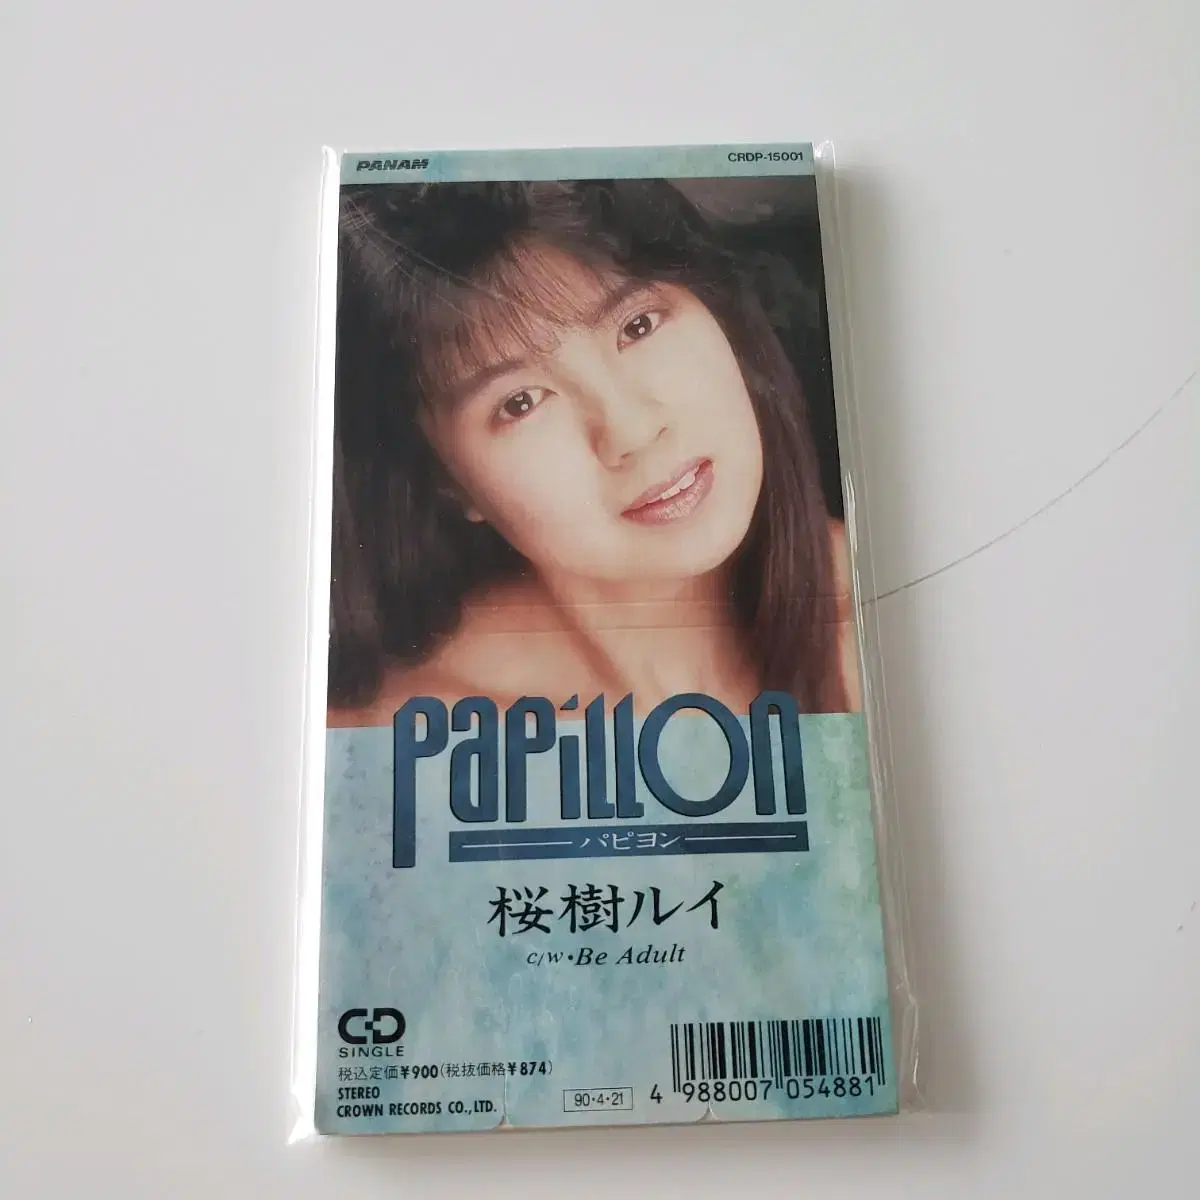 PANAM
CRDP-15001
PAPILLON
パピヨン
桜樹ルイ
c/w・Be Adult
CD
SINGLE
税込定価¥900(税抜価格¥874)
STEREO
CROWN RECORDS CO., LTD.
90・4・21
4 988007 054881